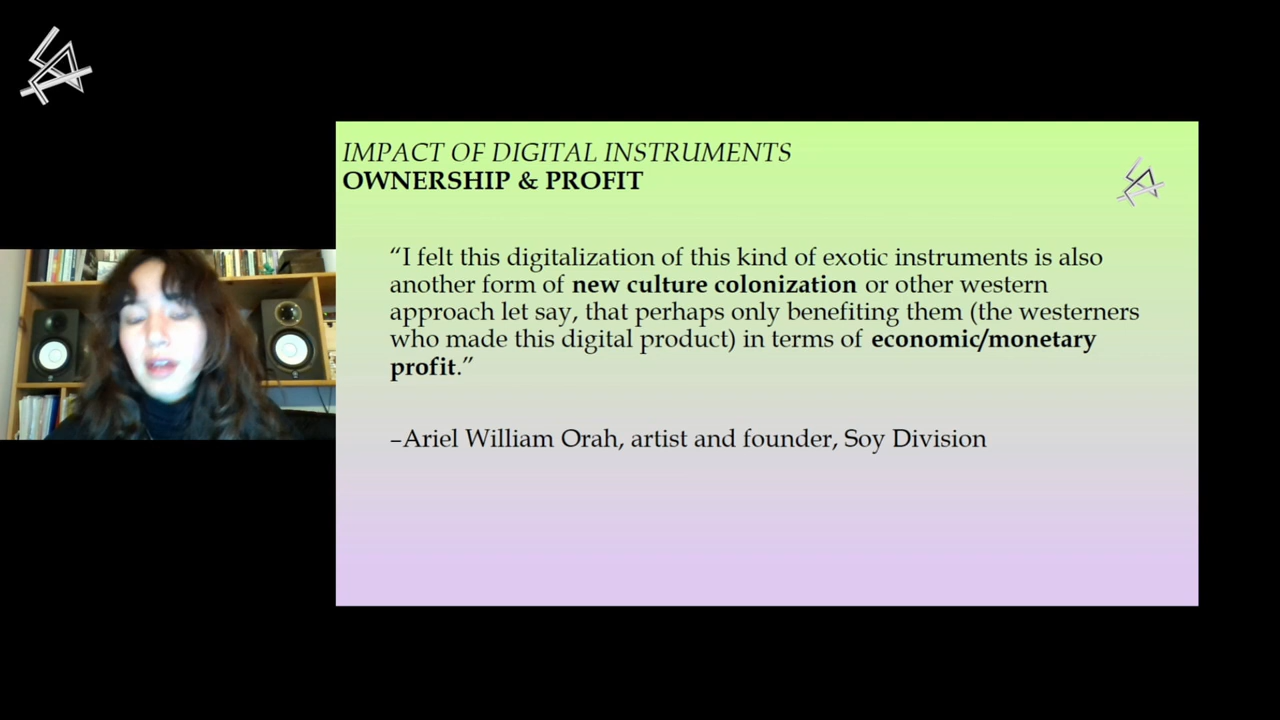 IMPACT OF DIGITAL INSTRUMENTS
OWNERSHIP & PROFIT
“I felt this digitalization of this kind of exotic instruments is also
another form of new culture colonization or other western
approach let say, that perhaps only benefiting them (the westerners
who made this digital product) in terms of economic/monetary
profit.”
–Ariel William Orah, artist and founder, Soy Division